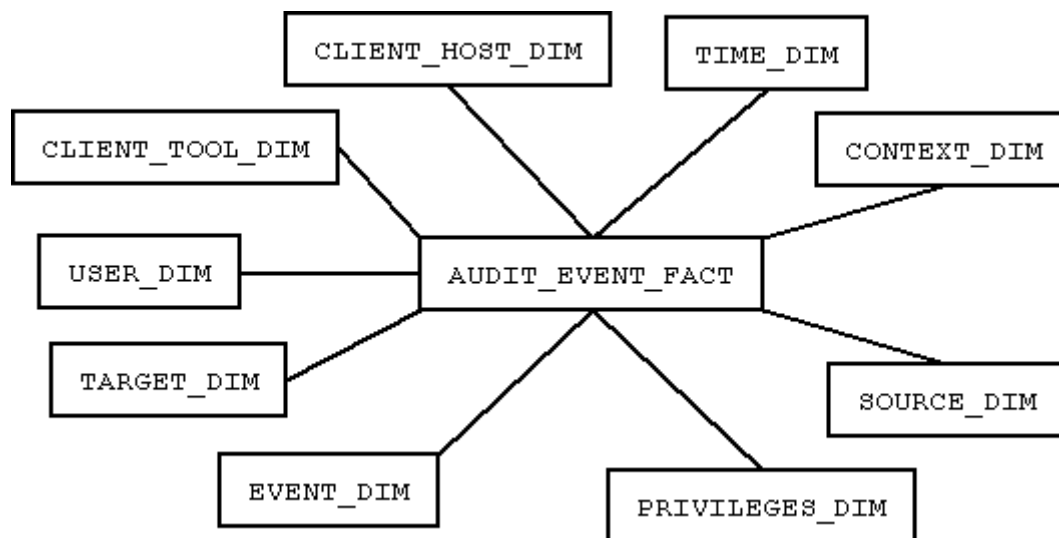 CLIENT_HOST_DIM
TIME_DIM
CLIENT_TOOL_DIM
CONTEXT_DIM
USER_DIM
AUDIT_EVENT_FACT
TARGET_DIM
SOURCE_DIM
EVENT_DIM
PRIVILEGES_DIM